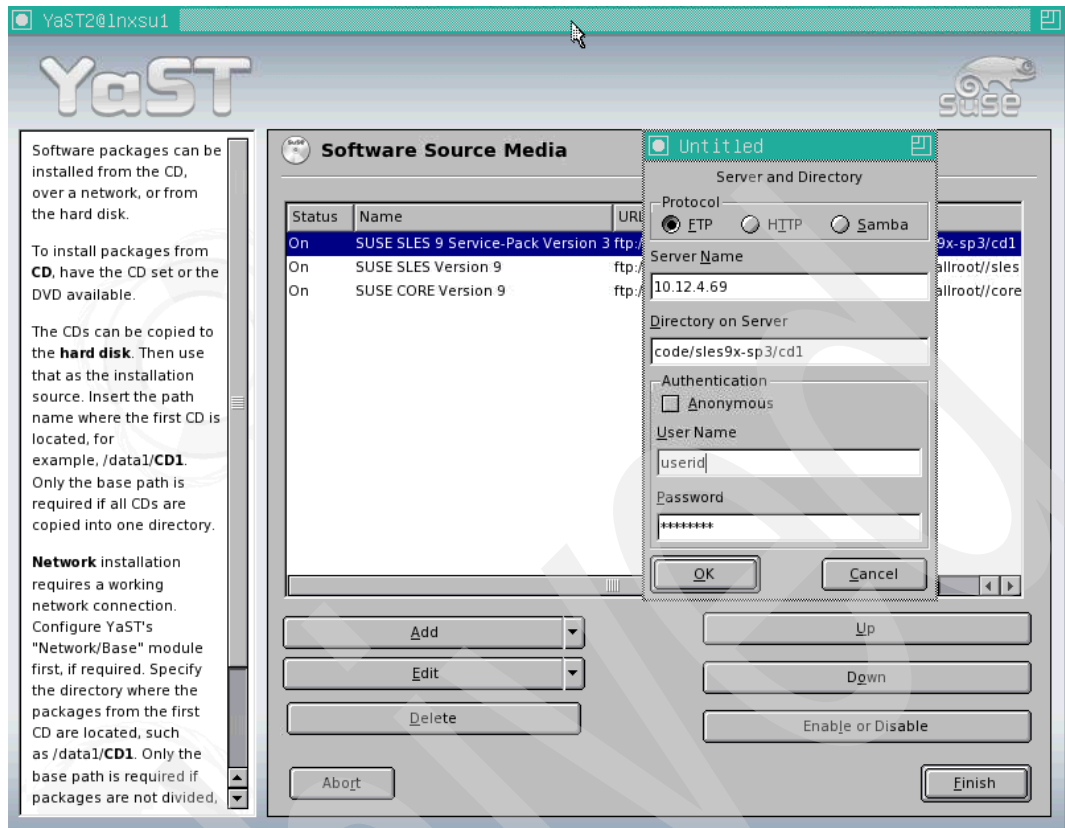 YaST2@lnxsu1
YaST
SUSE
Software packages can be
installed from the CD,
over a network, or from
the hard disk.
To install packages from
CD, have the CD set or the
DVD available.
The CDs can be copied to
the hard disk. Then use
that as the installation
source. Insert the path
name where the first CD is
located, for
example, /data1/CD1.
Only the base path is
required if all CDs are
copied into one directory.
Network installation
requires a working
network connection.
Configure YaST's
"Network/Base" module
first, if required. Specify
the directory where the
packages from the first
CD are located, such
as /data1/CD1. Only the
base path is required if
packages are not divided,
Software Source Media
Status Name URL
On SUSE SLES 9 Service-Pack Version 3 ftp:/ 9x-sp3/cd1
On SUSE SLES Version 9 ftp:/ allroot//sles
On SUSE CORE Version 9 ftp:/ allroot//core
Untitled
Server and Directory
Protocol
FTP HTTP Samba
Server Name
10.12.4.69
Directory on Server
code/sles9x-sp3/cd1
Authentication
Anonymous
User Name
userid
Password
********
OK Cancel
Add
Edit
Delete
Up
Down
Enable or Disable
Abort
Finish